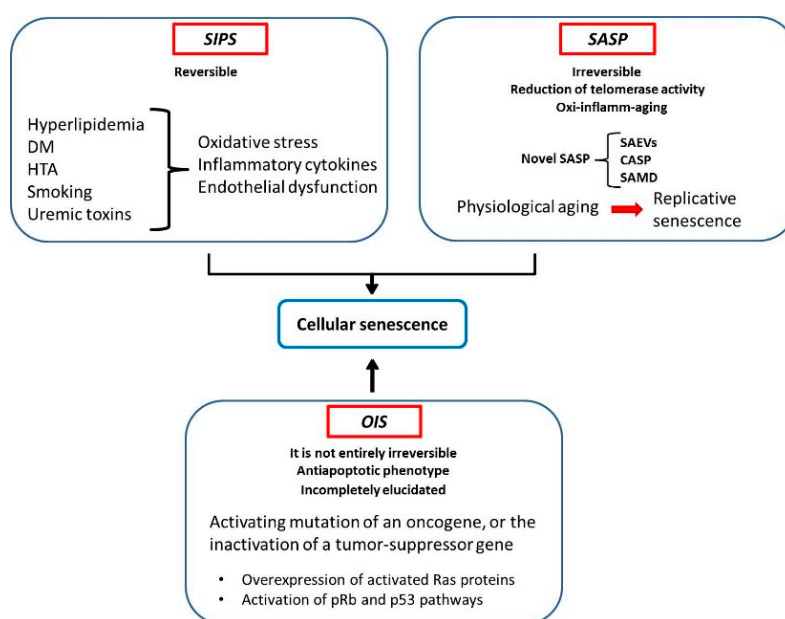 SIPS
Reversible
Hyperlipidemia
DM
HTA
Smoking
Uremic toxins
Oxidative stress
Inflammatory cytokines
Endothelial dysfunction
SASP
Irreversible
Reduction of telomerase activity
Oxi-inflamm-aging
Novel SASP
SAEVs
CASP
SAMD
Physiological aging
Replicative
senescence
Cellular senescence
OIS
It is not entirely irreversible
Antiapoptotic phenotype
Incompletely elucidated
Activating mutation of an oncogene, or the
inactivation of a tumor-suppressor gene
• Overexpression of activated Ras proteins
• Activation of pRb and p53 pathways